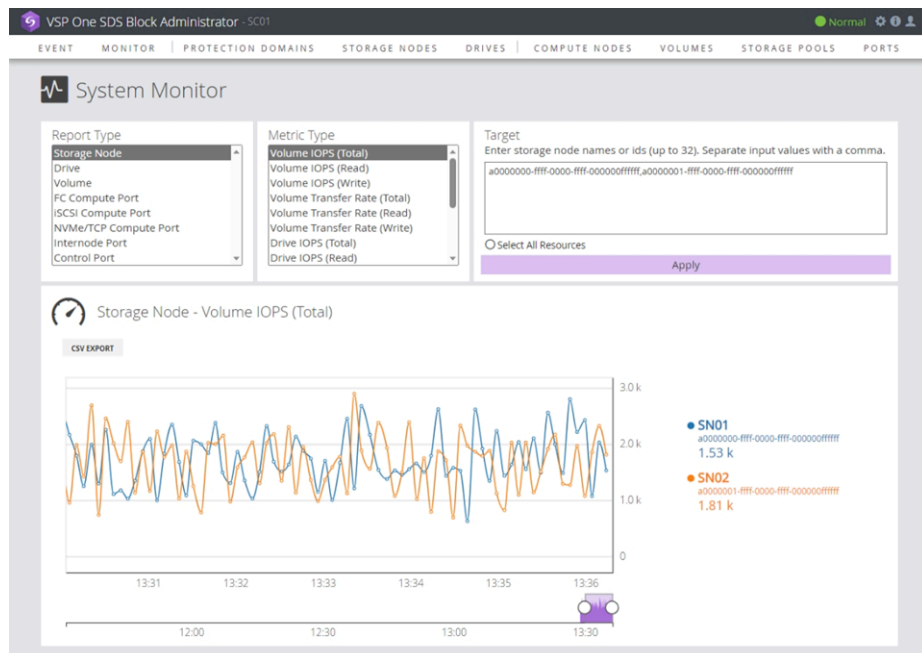 VSP One SDS Block Administrator - SC01
Normal
EVENT MONITOR PROTECTION DOMAINS STORAGE NODES DRIVES COMPUTE NODES VOLUMES STORAGE POOLS PORTS
System Monitor
Report Type
Storage Node
Drive
Volume
FC Compute Port
iSCSI Compute Port
NVMe/TCP Compute Port
Internode Port
Control Port
Metric Type
Volume IOPS (Total)
Volume IOPS (Read)
Volume IOPS (Write)
Volume Transfer Rate (Total)
Volume Transfer Rate (Read)
Volume Transfer Rate (Write)
Drive IOPS (Total)
Drive IOPS (Read)
Target
Enter storage node names or ids (up to 32). Separate input values with a comma.
a0000000-ffff-0000-ffff-000000ffffff,a0000001-ffff-0000-ffff-000000ffffff
Select All Resources
Apply
Storage Node - Volume IOPS (Total)
CSV EXPORT
3.0 k
2.0 k
1.0 k
0
13:31 13:32 13:33 13:34 13:35 13:36
12:00 12:30 13:00 13:30
SN01
a0000000-ffff-0000-ffff-000000ffffff
1.53 k
SN02
a0000001-ffff-0000-ffff-000000ffffff
1.81 k